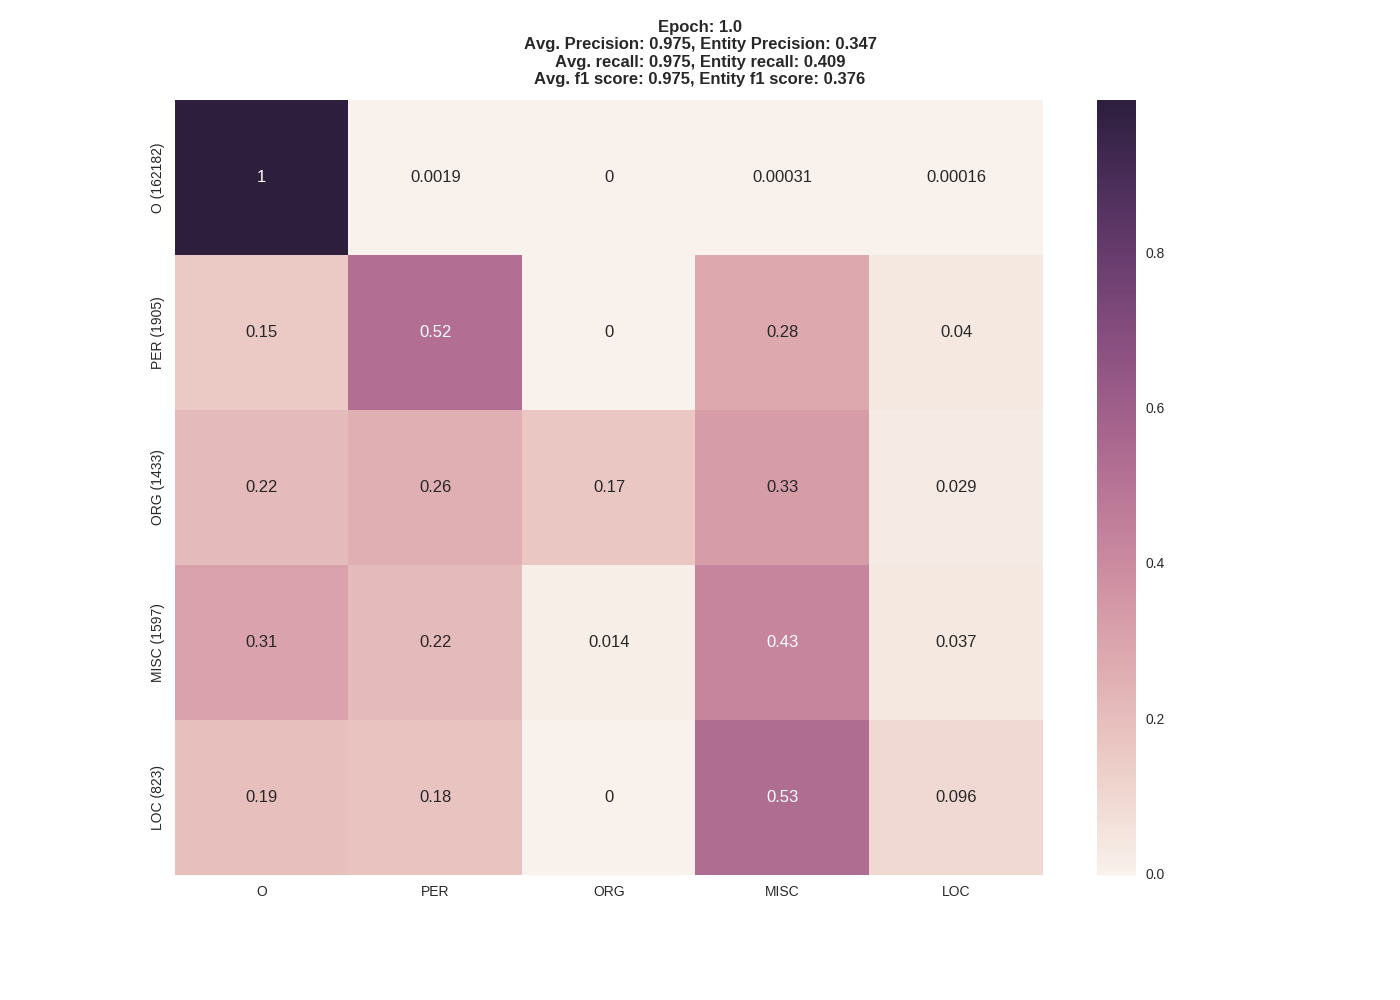 Epoch: 1.0
Avg. Precision: 0.975, Entity Precision: 0.347
Avg. recall: 0.975, Entity recall: 0.409
Avg. f1 score: 0.975, Entity f1 score: 0.376
O (162182)
1
0.0019
0
0.00031
0.00016
PER (1905)
0.15
0.52
0
0.28
0.04
ORG (1433)
0.22
0.26
0.17
0.33
0.029
MISC (1597)
0.31
0.22
0.014
0.43
0.037
LOC (823)
0.19
0.18
0
0.53
0.096
O
PER
ORG
MISC
LOC
0.8
0.6
0.4
0.2
0.0